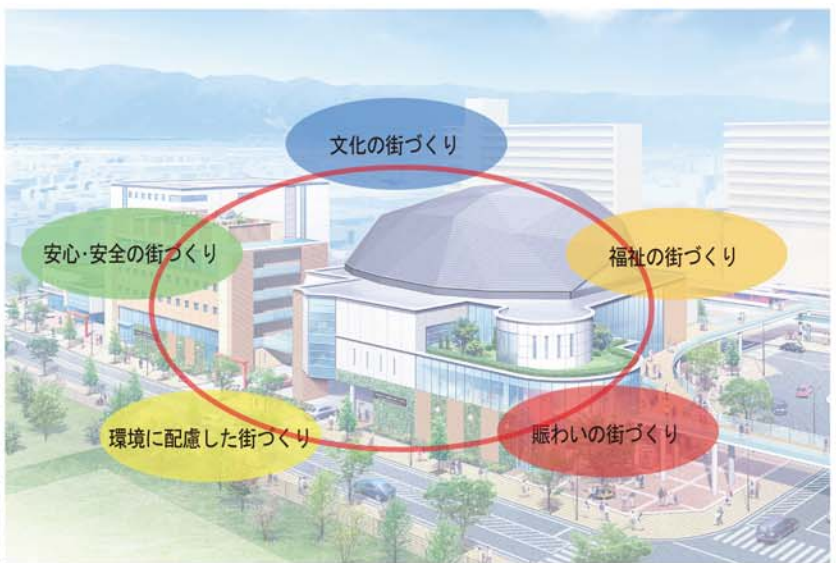 文化の街づくり
安心・安全の街づくり
福祉の街づくり
環境に配慮した街づくり
賑わいの街づくり